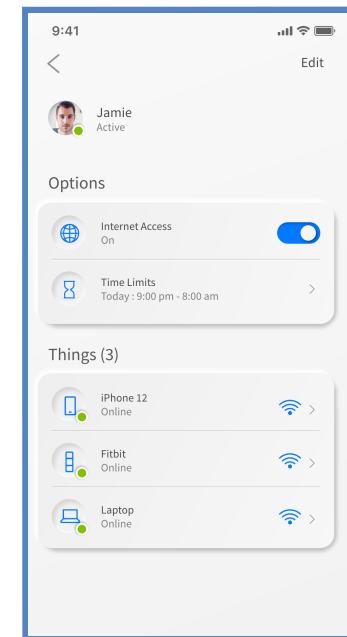 9:41
Edit
Jamie
Active
Options
Internet Access
On
Time Limits
Today : 9:00 pm - 8:00 am
Things (3)
iPhone 12
Online
Fitbit
Online
Laptop
Online